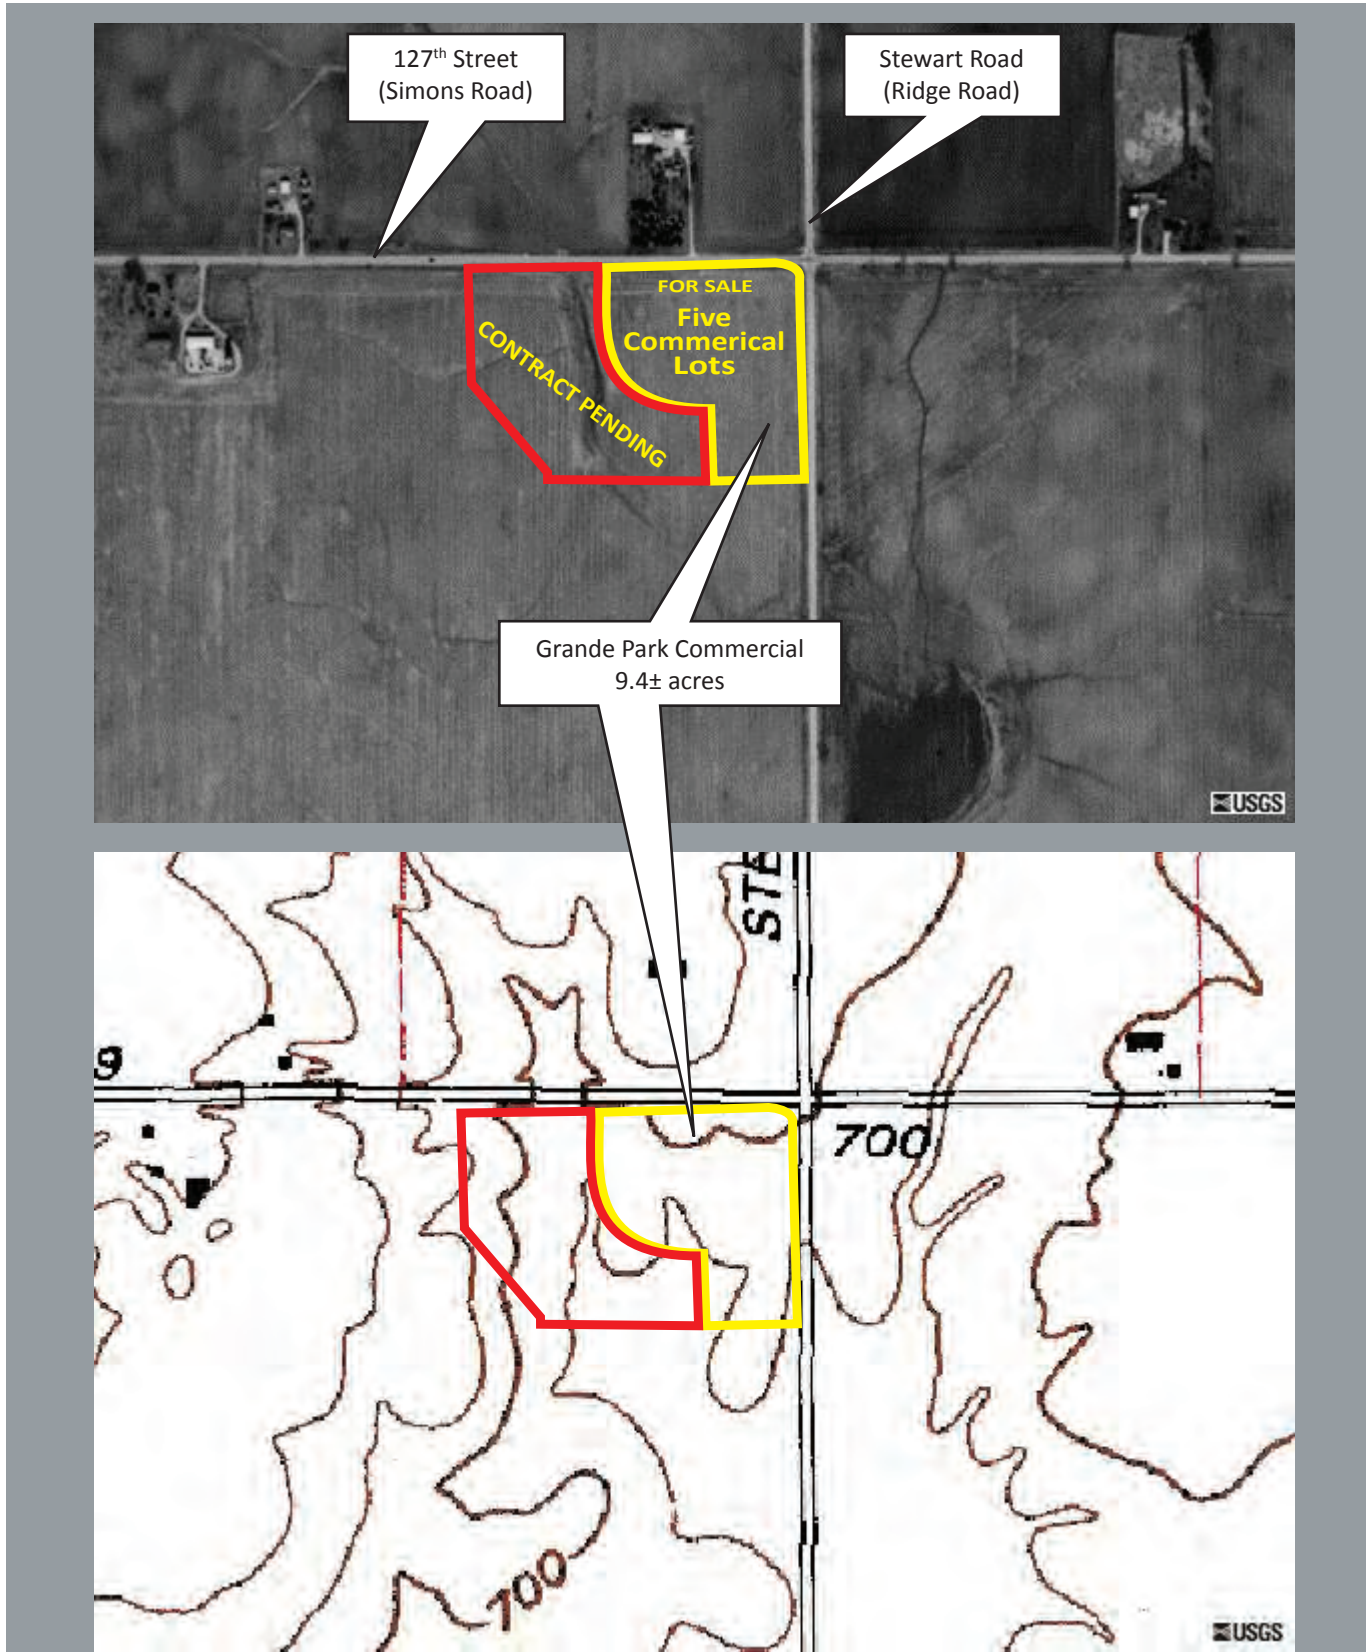 127th Street
(Simons Road)
Stewart Road
(Ridge Road)
FOR SALE
Five
Commerical
Lots
CONTRACT PENDING
Grande Park Commercial
9.4± acres
USGS
STE
9
700
700
USGS